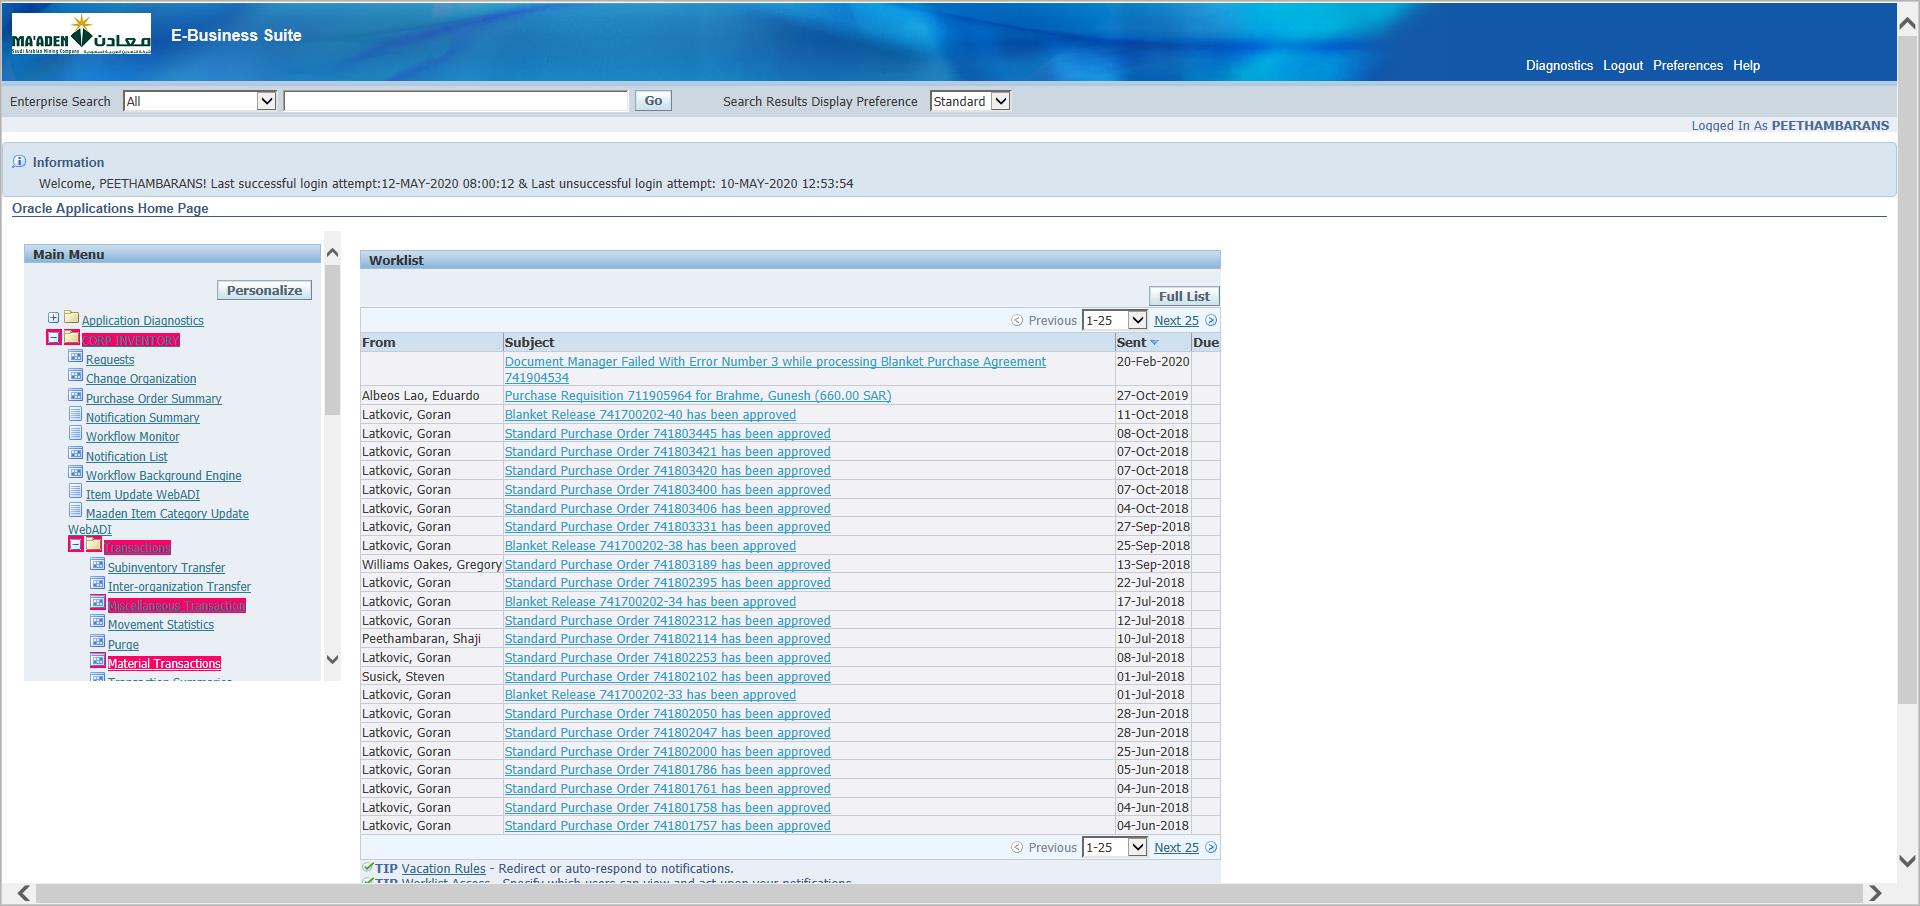 MA'ADEN معادن
E-Business Suite
Diagnostics Logout Preferences Help
Enterprise Search All Go Search Results Display Preference Standard
Logged In As PEETHAMBARANS
Information
Welcome, PEETHAMBARANS! Last successful login attempt:12-MAY-2020 08:00:12 & Last unsuccessful login attempt: 10-MAY-2020 12:53:54
Oracle Applications Home Page
Main Menu
Personalize
Application Diagnostics
CORP INVENTORY
Requests
Change Organization
Purchase Order Summary
Notification Summary
Workflow Monitor
Notification List
Workflow Background Engine
Item Update WebADI
Maaden Item Category Update
WebADI
Transactions
Subinventory Transfer
Inter-organization Transfer
Miscellaneous Transaction
Movement Statistics
Purge
Material Transactions
Transaction Summaries
Worklist
Full List
Previous 1-25 Next 25
From Subject Sent Due
Document Manager Failed With Error Number 3 while processing Blanket Purchase Agreement 20-Feb-2020
741904534
Albeos Lao, Eduardo Purchase Requisition 711905964 for Brahme, Gunesh (660.00 SAR) 27-Oct-2019
Latkovic, Goran Blanket Release 741700202-40 has been approved 11-Oct-2018
Latkovic, Goran Standard Purchase Order 741803445 has been approved 08-Oct-2018
Latkovic, Goran Standard Purchase Order 741803421 has been approved 07-Oct-2018
Latkovic, Goran Standard Purchase Order 741803420 has been approved 07-Oct-2018
Latkovic, Goran Standard Purchase Order 741803400 has been approved 07-Oct-2018
Latkovic, Goran Standard Purchase Order 741803406 has been approved 04-Oct-2018
Latkovic, Goran Standard Purchase Order 741803331 has been approved 27-Sep-2018
Latkovic, Goran Blanket Release 741700202-38 has been approved 25-Sep-2018
Williams Oakes, Gregory Standard Purchase Order 741803189 has been approved 13-Sep-2018
Latkovic, Goran Standard Purchase Order 741802395 has been approved 22-Jul-2018
Latkovic, Goran Blanket Release 741700202-34 has been approved 17-Jul-2018
Latkovic, Goran Standard Purchase Order 741802312 has been approved 12-Jul-2018
Peethambaran, Shaji Standard Purchase Order 741802114 has been approved 10-Jul-2018
Latkovic, Goran Standard Purchase Order 741802253 has been approved 08-Jul-2018
Susick, Steven Standard Purchase Order 741802102 has been approved 01-Jul-2018
Latkovic, Goran Blanket Release 741700202-33 has been approved 01-Jul-2018
Latkovic, Goran Standard Purchase Order 741802050 has been approved 28-Jun-2018
Latkovic, Goran Standard Purchase Order 741802047 has been approved 28-Jun-2018
Latkovic, Goran Standard Purchase Order 741802000 has been approved 25-Jun-2018
Latkovic, Goran Standard Purchase Order 741801786 has been approved 05-Jun-2018
Latkovic, Goran Standard Purchase Order 741801761 has been approved 04-Jun-2018
Latkovic, Goran Standard Purchase Order 741801758 has been approved 04-Jun-2018
Latkovic, Goran Standard Purchase Order 741801757 has been approved 04-Jun-2018
Previous 1-25 Next 25
TIP Vacation Rules - Redirect or auto-respond to notifications.
TIP Worklist Access - Specify which users can view and act upon your notifications.